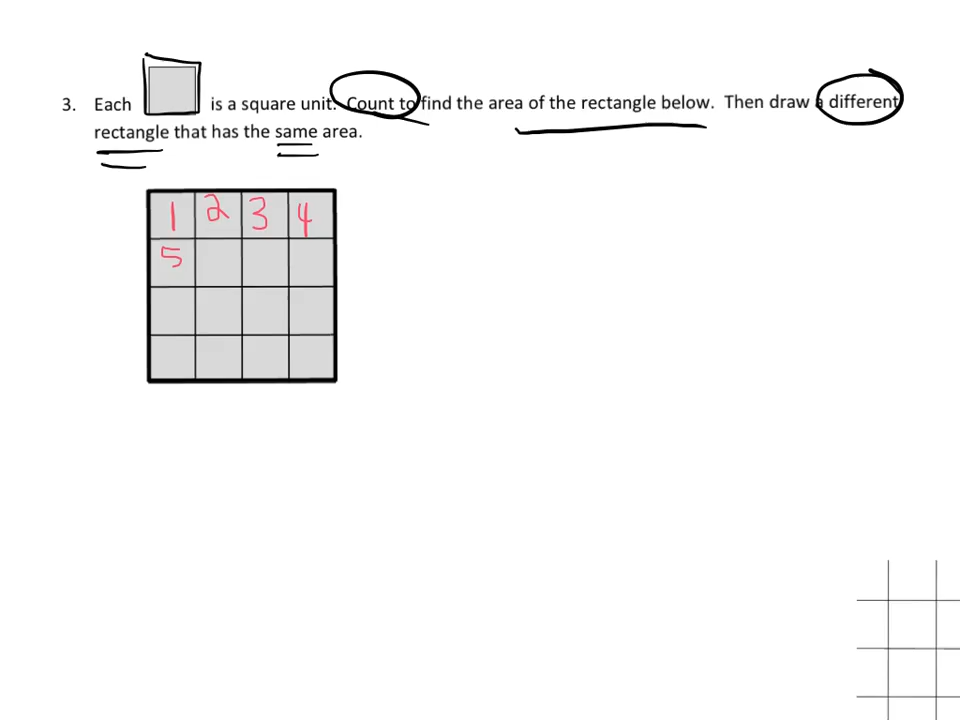 3. Each is a square unit. Count to find the area of the rectangle below. Then draw a different
rectangle that has the same area.
1 2 3 4
5